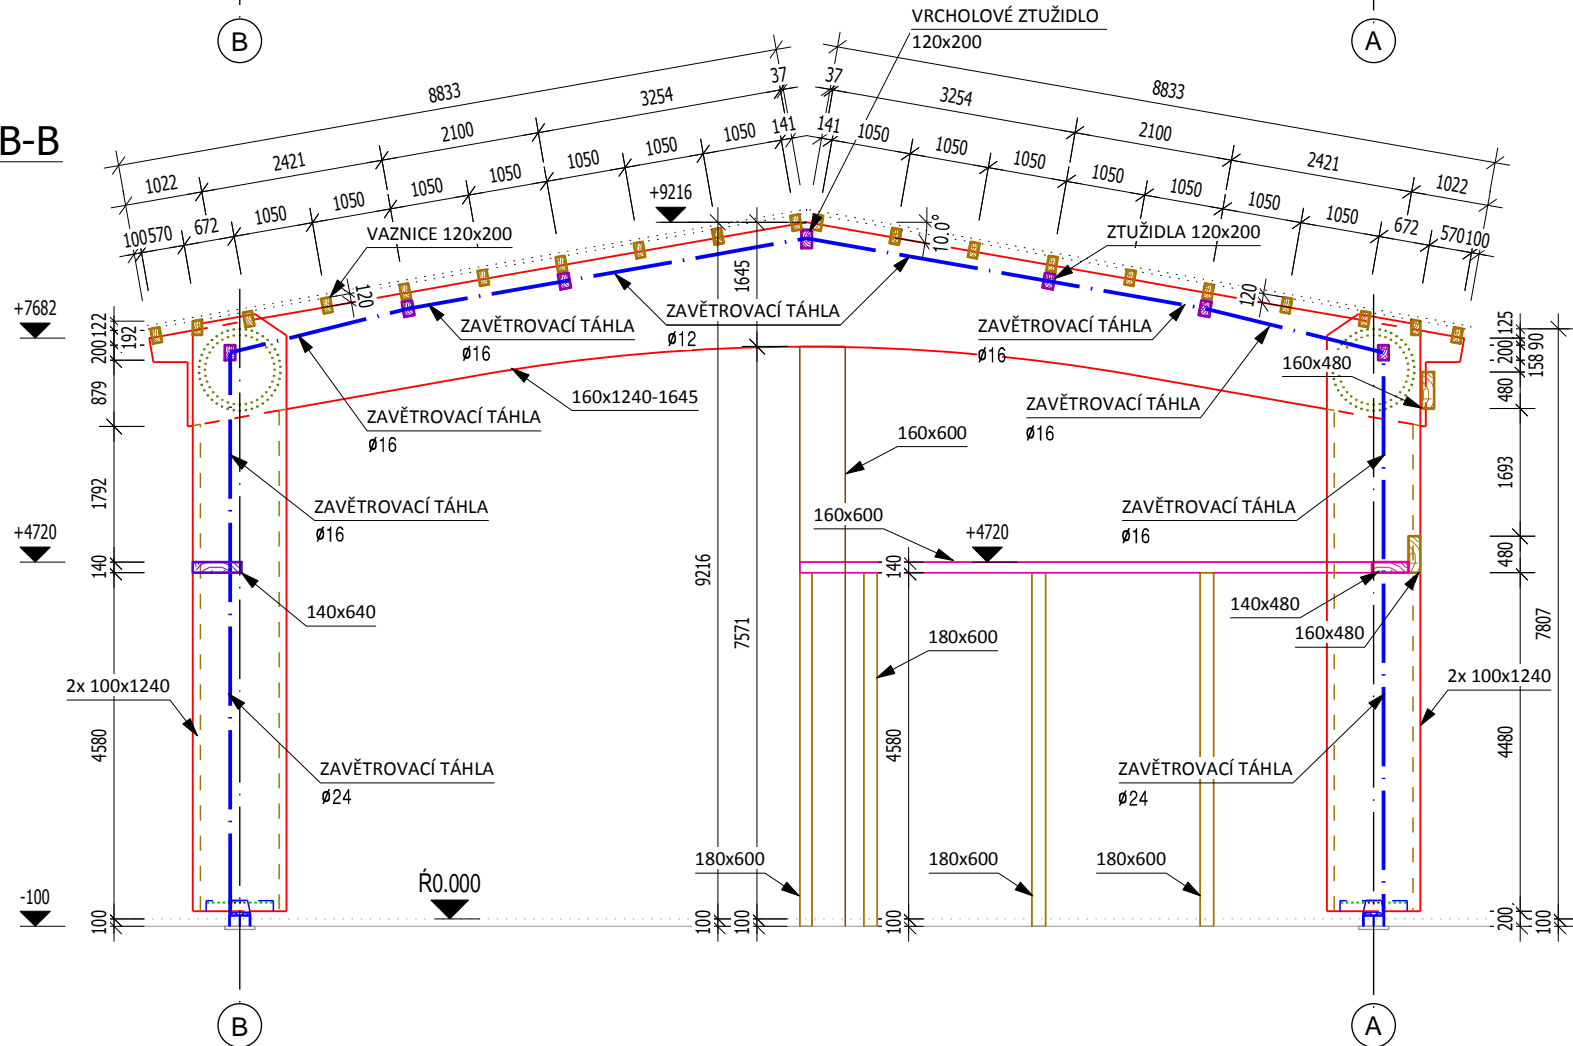 B
VRCHOLOVÉ ZTUŽIDLO
120x200
A
B-B
8833
3254
37
37
3254
8833
2421
2100
2100
2421
1022
1050
1050
1050
1050
1050
1050
1050
141
141
1050
1050
1050
1050
1050
1050
1050
1022
100
570
672
672
570
100
+9216
10.0°
VAZNICE 120x200
ZTUŽIDLA 120x200
120
1645
120
+7682
ZAVĚTROVACÍ TÁHLA
Ø16
ZAVĚTROVACÍ TÁHLA
Ø12
ZAVĚTROVACÍ TÁHLA
Ø16
122
192
200
879
125
90
200
158
480
160x480
160x1240-1645
ZAVĚTROVACÍ TÁHLA
Ø16
ZAVĚTROVACÍ TÁHLA
Ø16
160x600
1792
1693
ZAVĚTROVACÍ TÁHLA
Ø16
160x600
+4720
ZAVĚTROVACÍ TÁHLA
Ø16
+4720
140
9216
140
480
140x640
140x480
160x480
7571
180x600
7807
2x 100x1240
2x 100x1240
4580
4580
4480
ZAVĚTROVACÍ TÁHLA
Ø24
ZAVĚTROVACÍ TÁHLA
Ø24
180x600
180x600
180x600
-100
Ŕ0.000
100
100
100
100
200
100
B
A